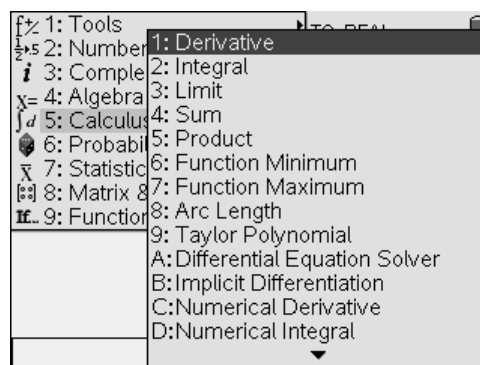 1: Tools
2: Number
3: Comple
4: Algebra
5: Calculus
6: Probabil
7: Statistic
8: Matrix &
9: Function
1: Derivative
2: Integral
3: Limit
4: Sum
5: Product
6: Function Minimum
7: Function Maximum
8: Arc Length
9: Taylor Polynomial
A: Differential Equation Solver
B: Implicit Differentiation
C: Numerical Derivative
D: Numerical Integral